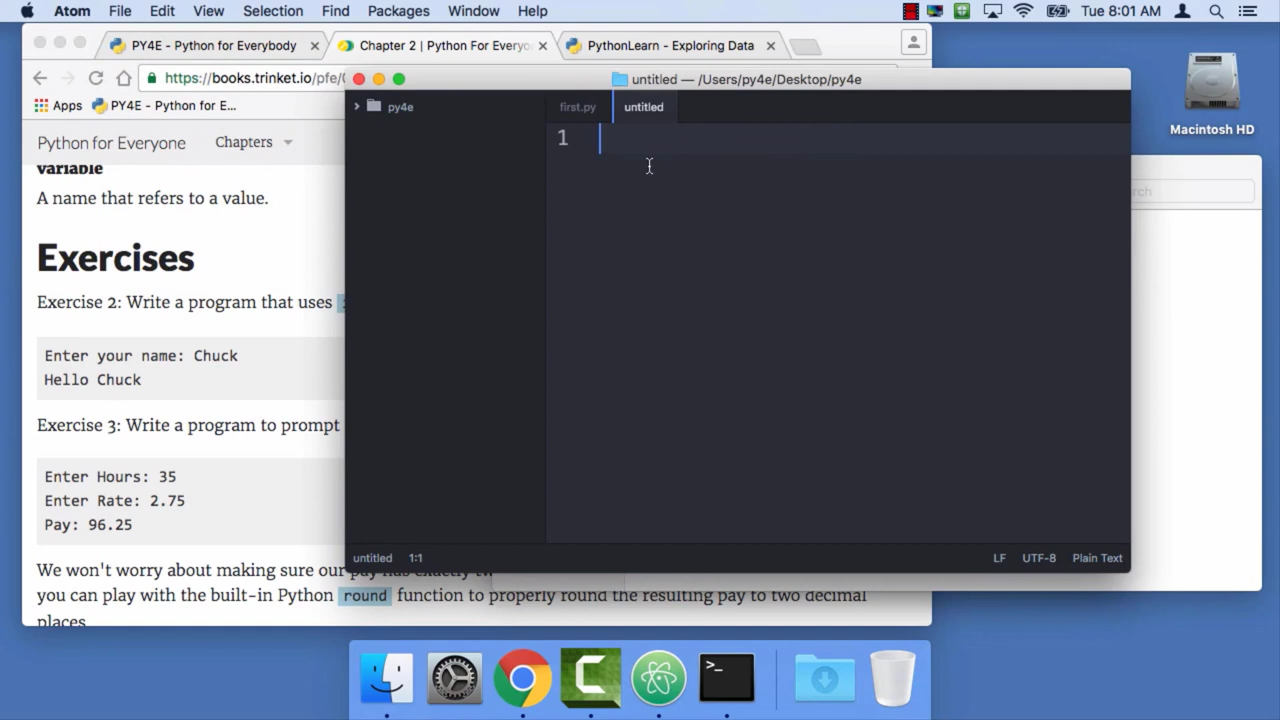 Atom File Edit View Selection Find Packages Window Help Tue 8:01 AM
PY4E - Python for Everybody
Chapter 2 | Python For Everyo
PythonLearn - Exploring Data
https://books.trinket.io/pfe/
Apps PY4E - Python for E...
Python for Everyone Chapters
variable
A name that refers to a value.
Exercises
Exercise 2: Write a program that uses
Enter your name: Chuck
Hello Chuck
Exercise 3: Write a program to prompt
Enter Hours: 35
Enter Rate: 2.75
Pay: 96.25
We won't worry about making sure our pay has exactly
you can play with the built-in Python round function to properly round the resulting pay to two decimal
places
untitled — /Users/py4e/Desktop/py4e
py4e
first.py untitled
1
untitled 1:1 LF UTF-8 Plain Text
Macintosh HD
rch
>_